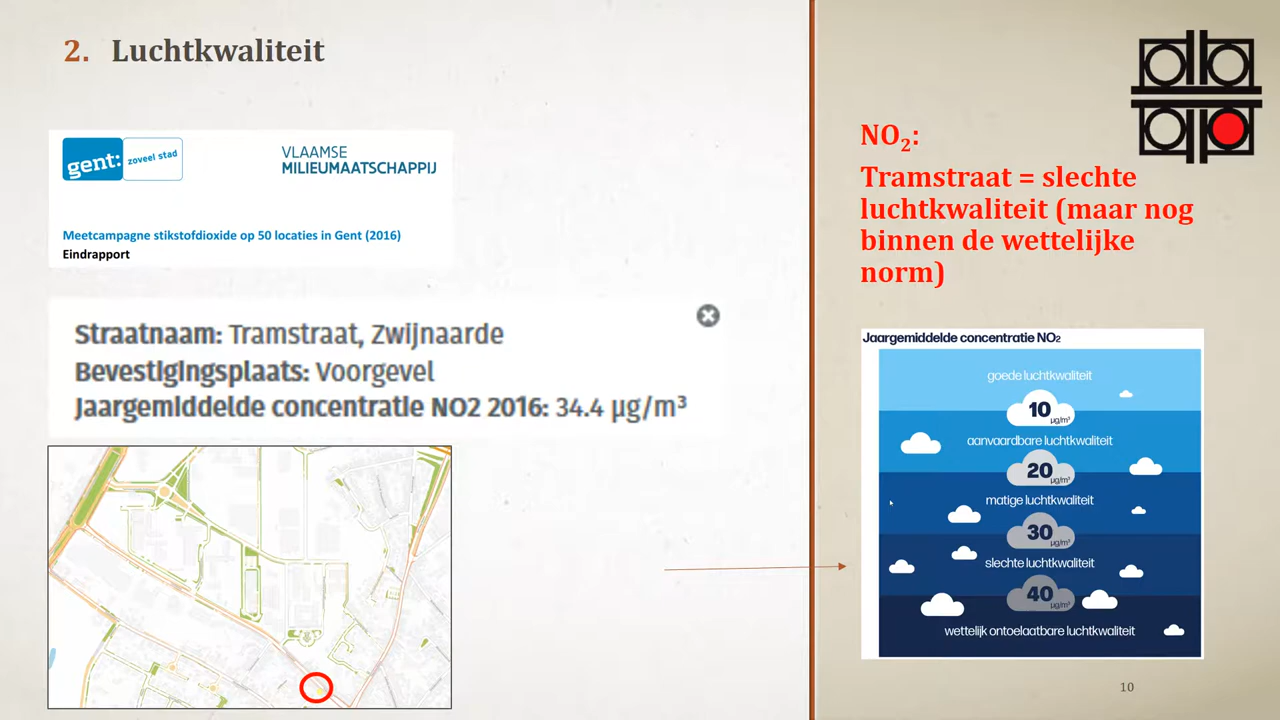 2. Luchtkwaliteit
gent:
zoveel stad
VLAAMSE
MILIEUMAATSCHAPPIJ
Meetcampagne stikstofdioxide op 50 locaties in Gent (2016)
Eindrapport
Straatnaam: Tramstraat, Zwijnaarde
Bevestigingsplaats: Voorgevel
Jaargemiddelde concentratie NO2 2016: 34.4 µg/m³
NO₂:
Tramstraat = slechte
luchtkwaliteit (maar nog
binnen de wettelijke
norm)
Jaargemiddelde concentratie NO₂
goede luchtkwaliteit
10 µg/m³
aanvaardbare luchtkwaliteit
20 µg/m³
matige luchtkwaliteit
30 µg/m³
slechte luchtkwaliteit
40 µg/m³
wettelijk ontoelaatbare luchtkwaliteit
10